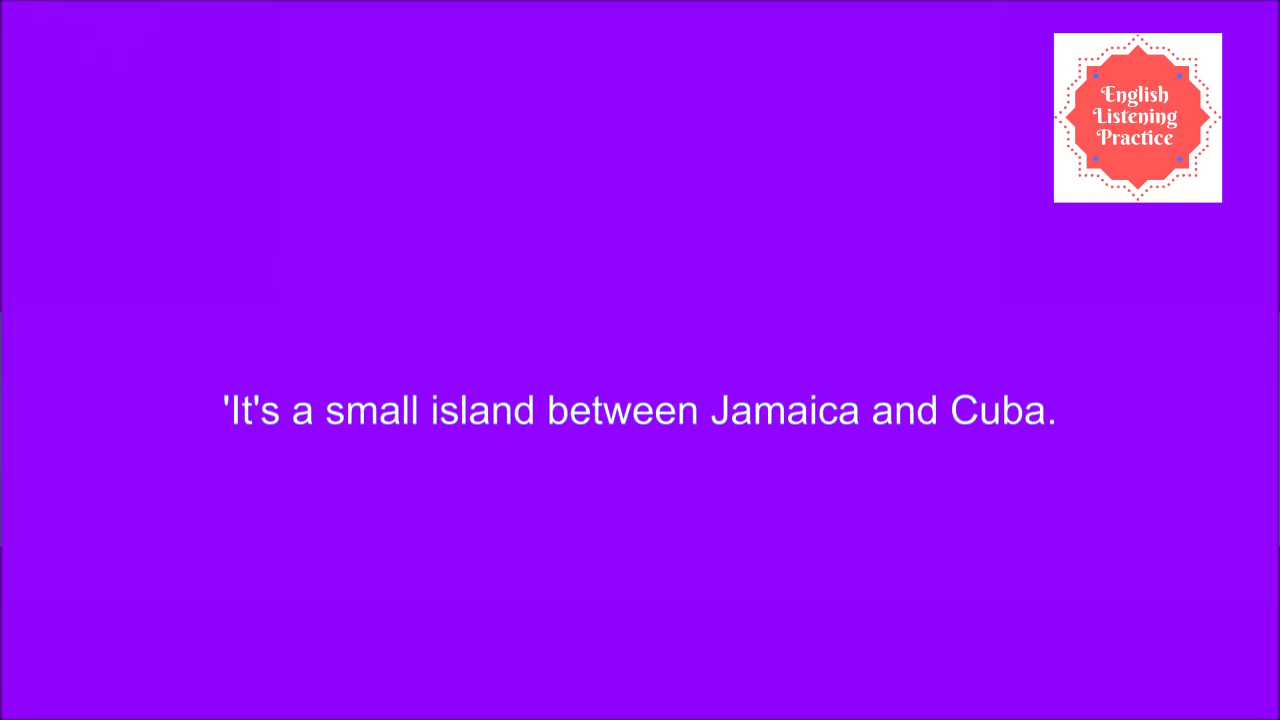 English
Listening
Practice
'It's a small island between Jamaica and Cuba.